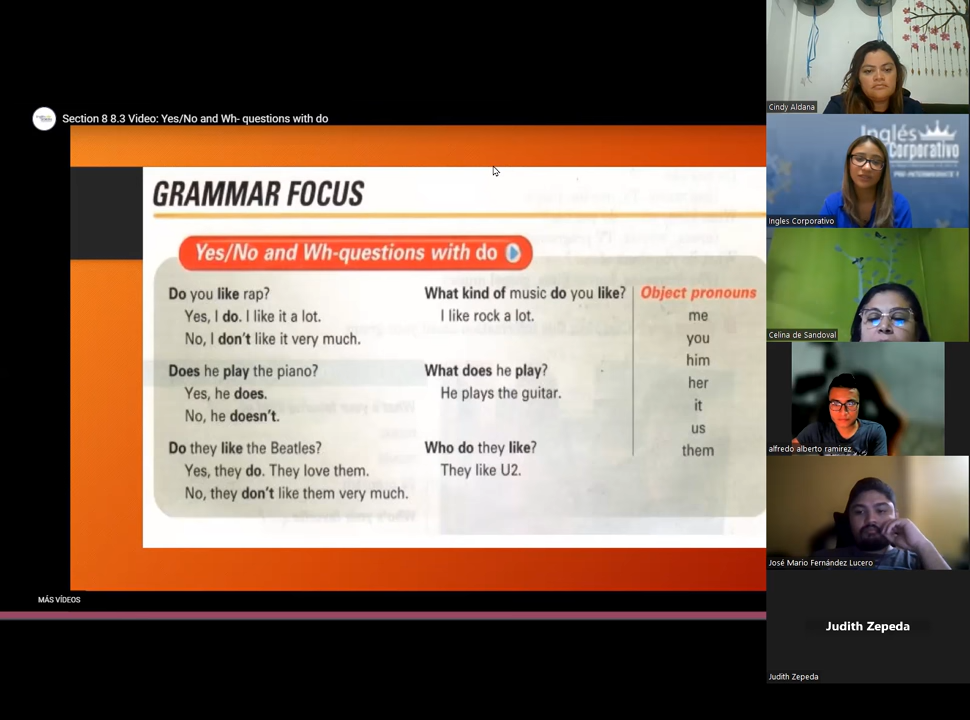 Section 8 8.3 Video: Yes/No and Wh- questions with do
GRAMMAR FOCUS
Yes/No and Wh-questions with do
Do you like rap?
Yes, I do. I like it a lot.
No, I don't like it very much.
Does he play the piano?
Yes, he does.
No, he doesn't.
Do they like the Beatles?
Yes, they do. They love them.
No, they don't like them very much.
What kind of music do you like?
I like rock a lot.
What does he play?
He plays the guitar.
Who do they like?
They like U2.
Object pronouns
me
you
him
her
it
us
them
MÁS VÍDEOS
Cindy Aldana
Inglés
Corporativo
PRE-INTERMEDIATE 1
Ingles Corporativo
Celina de Sandoval
alfredo alberto ramirez
José Mario Fernández Lucero
Judith Zepeda
Judith Zepeda